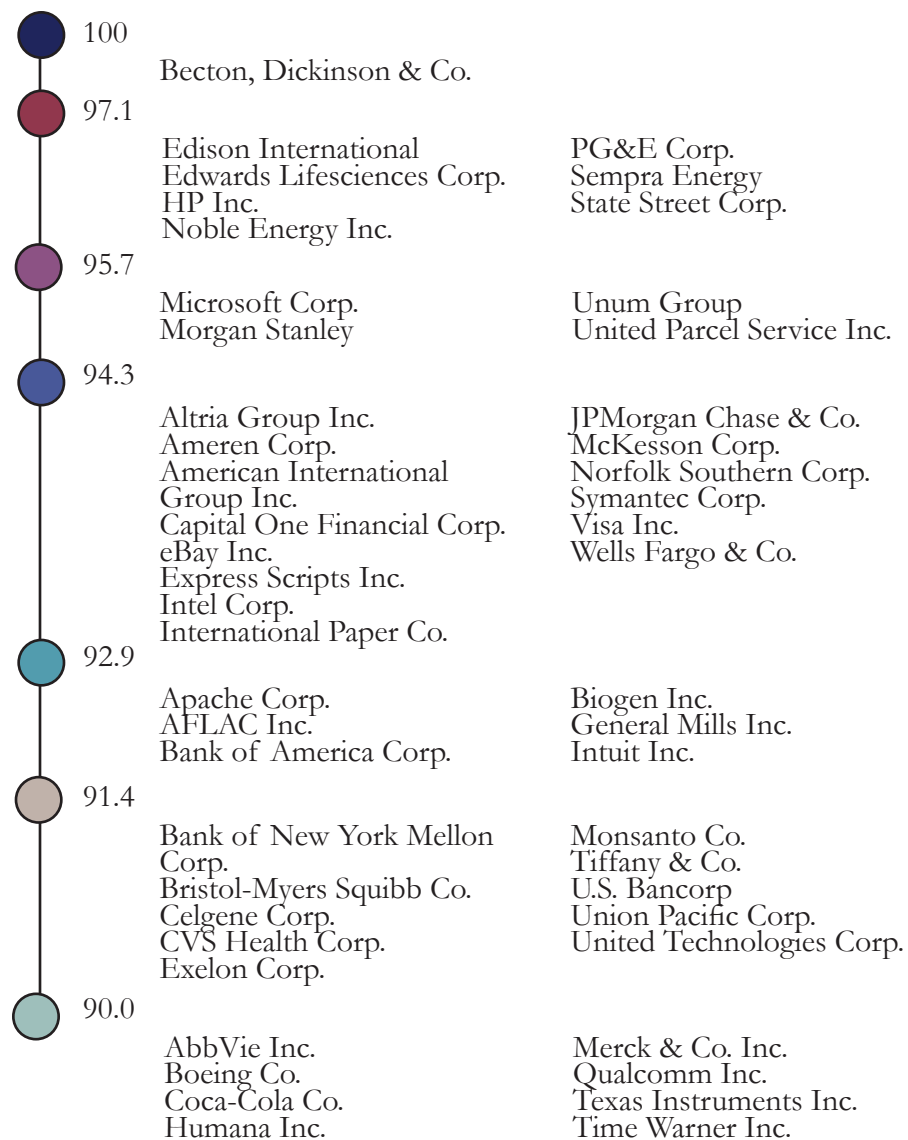 100
Becton, Dickinson & Co.
97.1
Edison International
Edwards Lifesciences Corp.
HP Inc.
Noble Energy Inc.
PG&E Corp.
Sempra Energy
State Street Corp.
95.7
Microsoft Corp.
Morgan Stanley
Unum Group
United Parcel Service Inc.
94.3
Altria Group Inc.
Ameren Corp.
American International
Group Inc.
Capital One Financial Corp.
eBay Inc.
Express Scripts Inc.
Intel Corp.
International Paper Co.
JPMorgan Chase & Co.
McKesson Corp.
Norfolk Southern Corp.
Symantec Corp.
Visa Inc.
Wells Fargo & Co.
92.9
Apache Corp.
AFLAC Inc.
Bank of America Corp.
Biogen Inc.
General Mills Inc.
Intuit Inc.
91.4
Bank of New York Mellon
Corp.
Bristol-Myers Squibb Co.
Celgene Corp.
CVS Health Corp.
Exelon Corp.
Monsanto Co.
Tiffany & Co.
U.S. Bancorp
Union Pacific Corp.
United Technologies Corp.
90.0
AbbVie Inc.
Boeing Co.
Coca-Cola Co.
Humana Inc.
Merck & Co. Inc.
Qualcomm Inc.
Texas Instruments Inc.
Time Warner Inc.